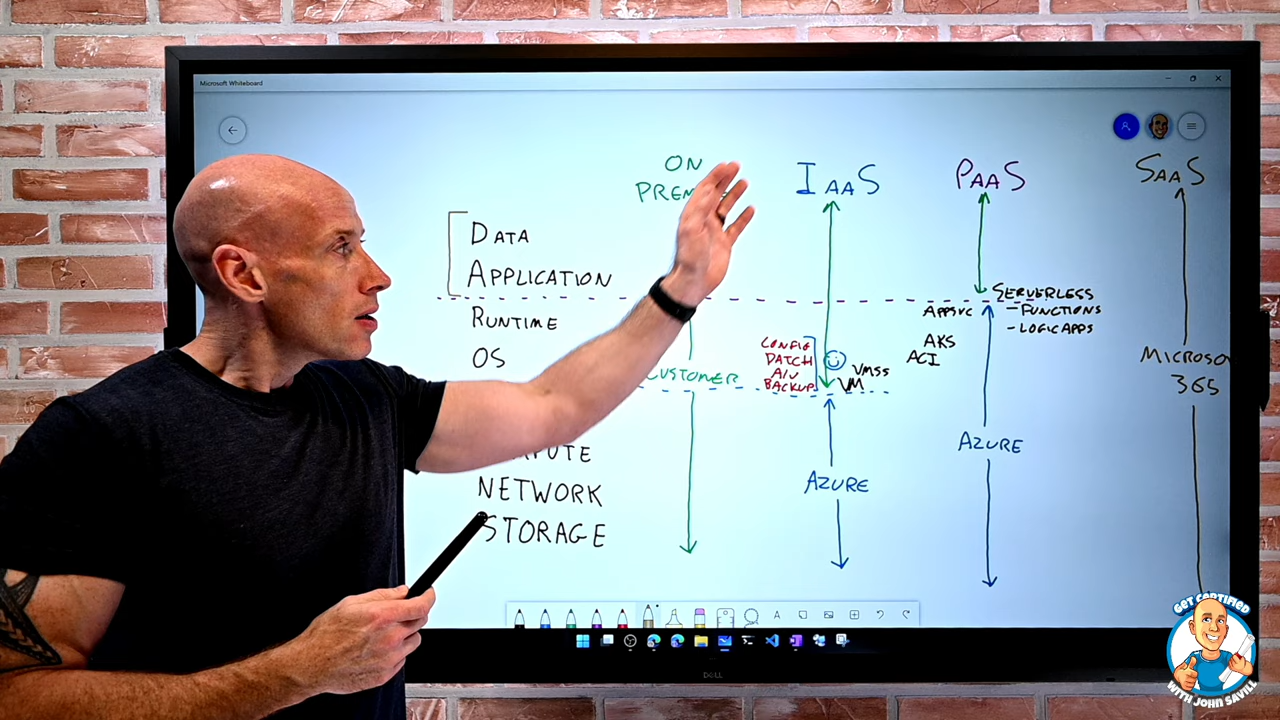 Microsoft Whiteboard
ON
IAAS
PAAS
SAAS
DATA
APPLICATION
SERVERLESS
APPSVC
-FUNCTIONS
-LOGICAPPS
RUNTIME
OS
CONFIG
PATCH
A/V
BACKUP
VMSS
VM
AKS
ACI
365
CUSTOMER
AZURE
AZURE
NETWORK
STORAGE
DELL
GET CERTIFIED
WITH JOHN SAVILL